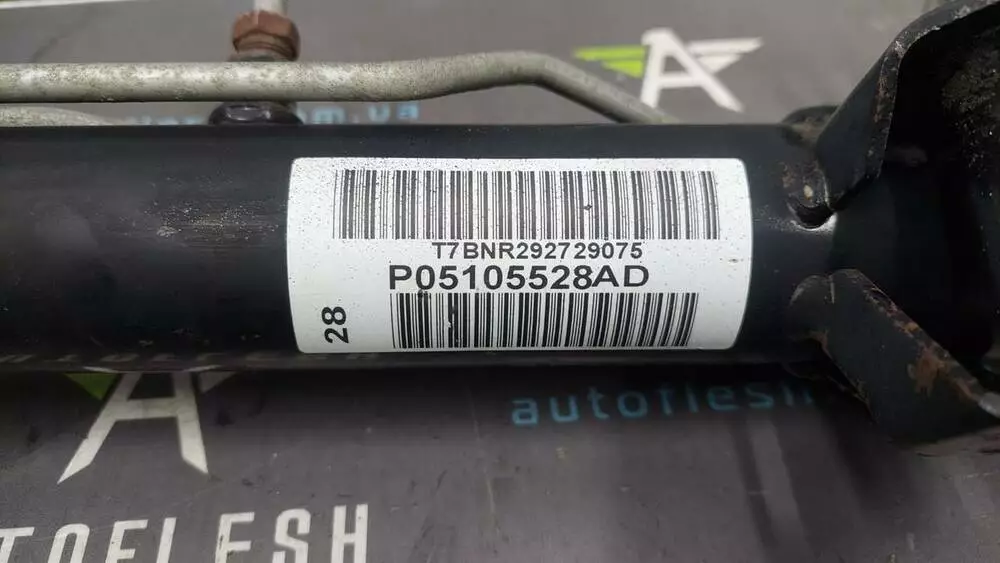 T7BNR292729075
P05105528AD
28
autoflesh
TOFLESH